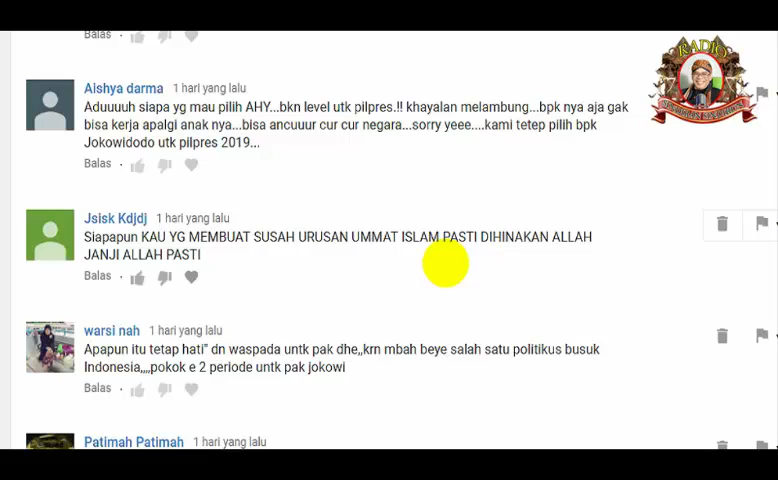 Balas
RADIO
Aishya darma 1 hari yang lalu
Aduuuuh siapa yg mau pilih AHY...bkn level utk pilpres.!! khayalan melambung...bpk nya aja gak
bisa kerja apalgi anak nya...bisa ancuuur cur cur negara...sorry yeee....kami tetep pilih bpk
Jokowidodo utk pilpres 2019...
Balas
Jsisk Kdjdj 1 hari yang lalu
Siapapun KAU YG MEMBUAT SUSAH URUSAN UMMAT ISLAM PASTI DIHINAKAN ALLAH
JANJI ALLAH PASTI
Balas
warsi nah 1 hari yang lalu
Apapun itu tetap hati" dn waspada untk pak dhe,,krn mbah beye salah satu politikus busuk
Indonesia,,,,pokok e 2 periode untk pak jokowi
Balas
Patimah Patimah 1 hari yang lalu